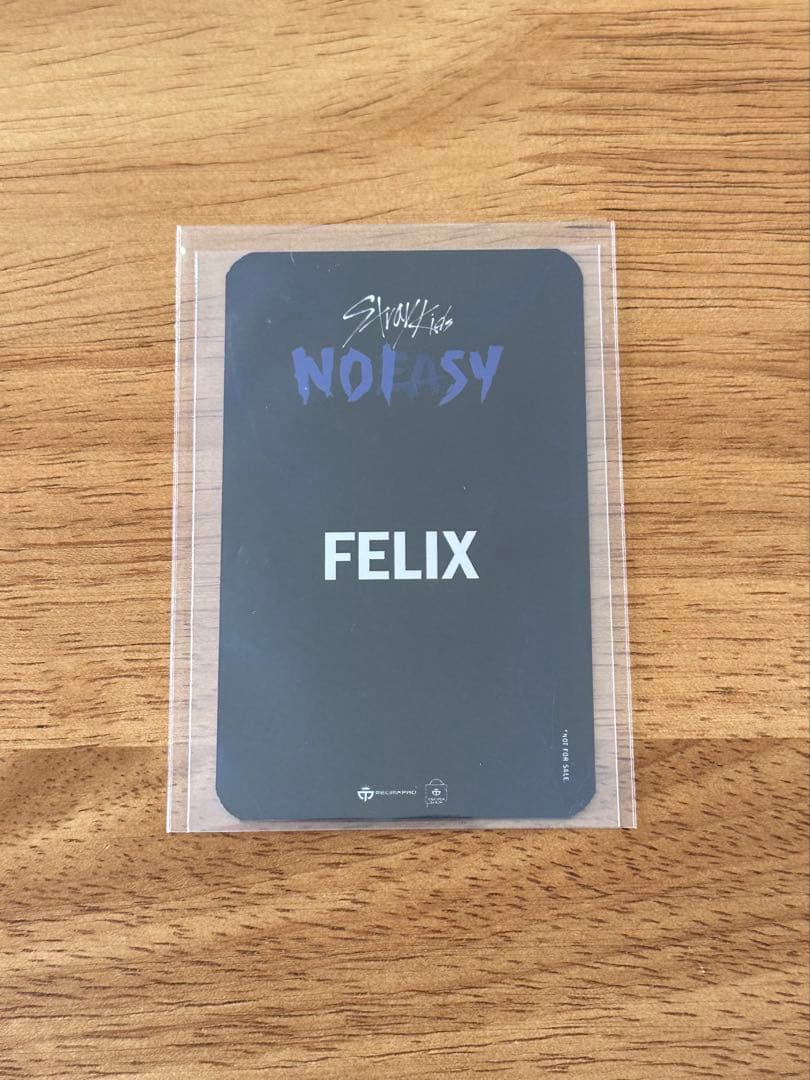 Stray Kids
NOEASY
FELIX
*NOT FOR SALE.